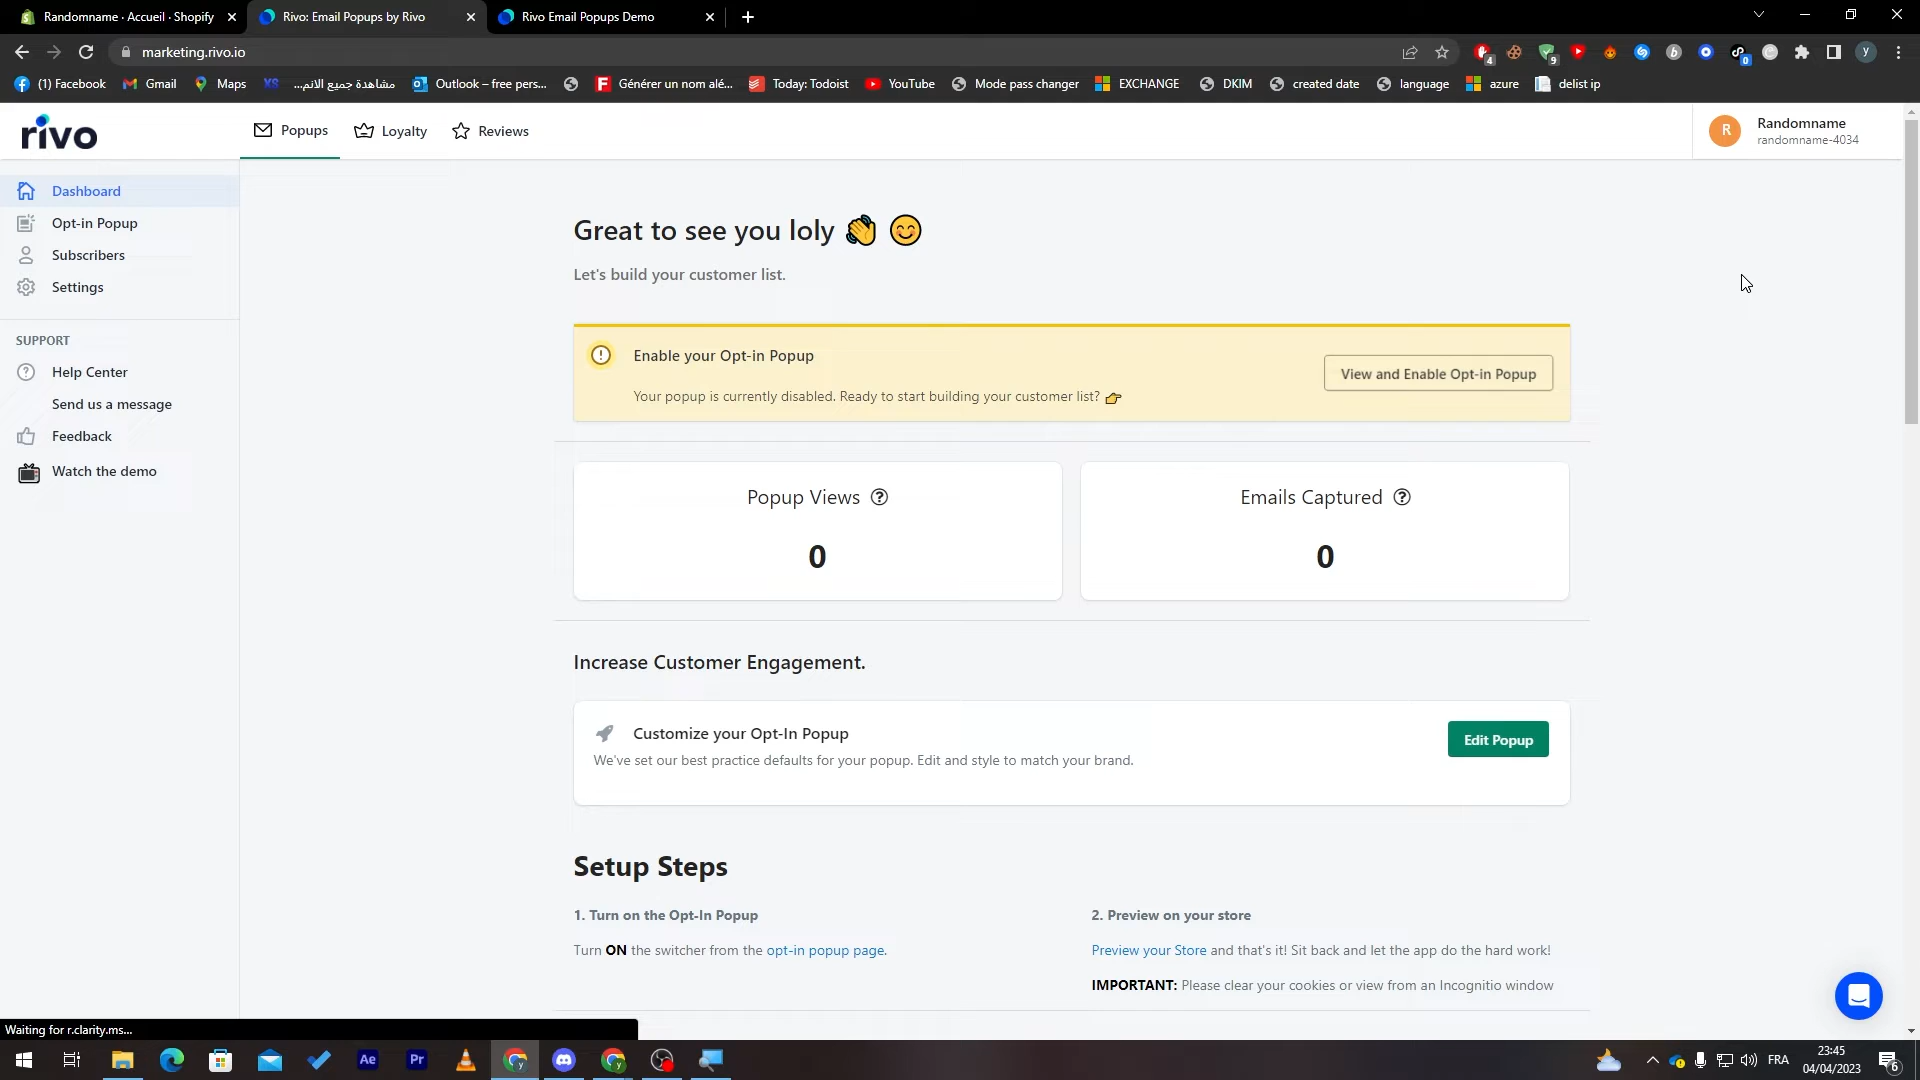 Randomname · Accueil · Shopify
Rivo: Email Popups by Rivo
Rivo Email Popups Demo
marketing.rivo.io
4
9
0
y
(1) Facebook
Gmail
Maps
XS
مشاهدة جميع الانم...
Outlook – free pers...
Générer un nom alé...
Today: Todoist
YouTube
Mode pass changer
EXCHANGE
DKIM
created date
language
azure
delist ip
rivo
Popups
Loyalty
Reviews
R
Randomname
randomname-4034
Dashboard
Opt-in Popup
Subscribers
Settings
SUPPORT
Help Center
Send us a message
Feedback
Watch the demo
Great to see you loly 👋 😊
Let's build your customer list.
Enable your Opt-in Popup
Your popup is currently disabled. Ready to start building your customer list? 👉
View and Enable Opt-in Popup
Popup Views
0
Emails Captured
0
Increase Customer Engagement.
Customize your Opt-In Popup
We've set our best practice defaults for your popup. Edit and style to match your brand.
Edit Popup
Setup Steps
1. Turn on the Opt-In Popup
Turn ON the switcher from the opt-in popup page.
2. Preview on your store
Preview your Store and that's it! Sit back and let the app do the hard work!
IMPORTANT: Please clear your cookies or view from an Incognitio window
Waiting for r.clarity.ms...
Ae
Pr
FRA
23:45
04/04/2023
6